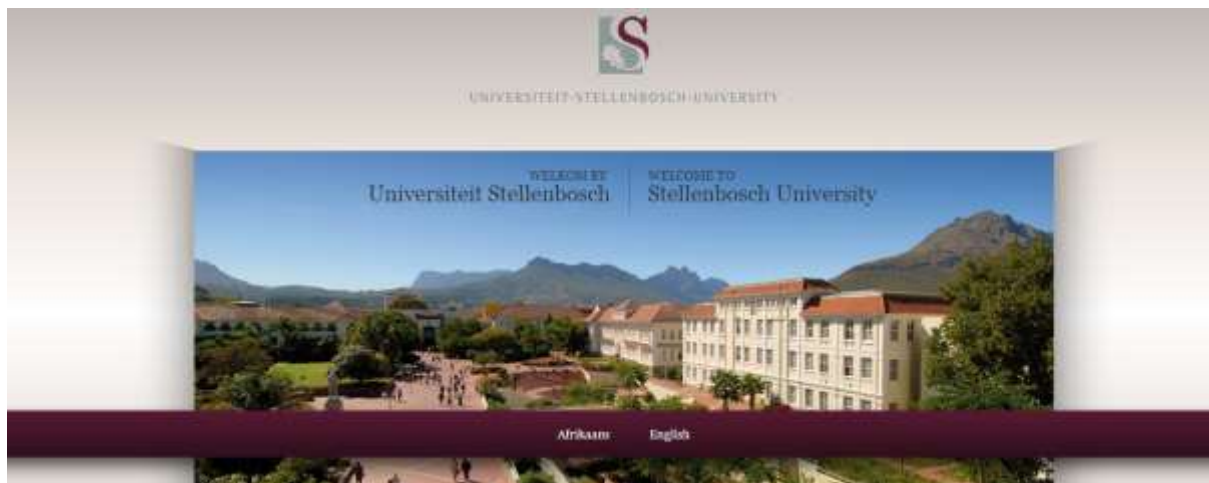 S
UNIVERSITEIT·STELLENBOSCH·UNIVERSITY
WELKOM BY
Universiteit Stellenbosch
WELCOME TO
Stellenbosch University
Afrikaans
English